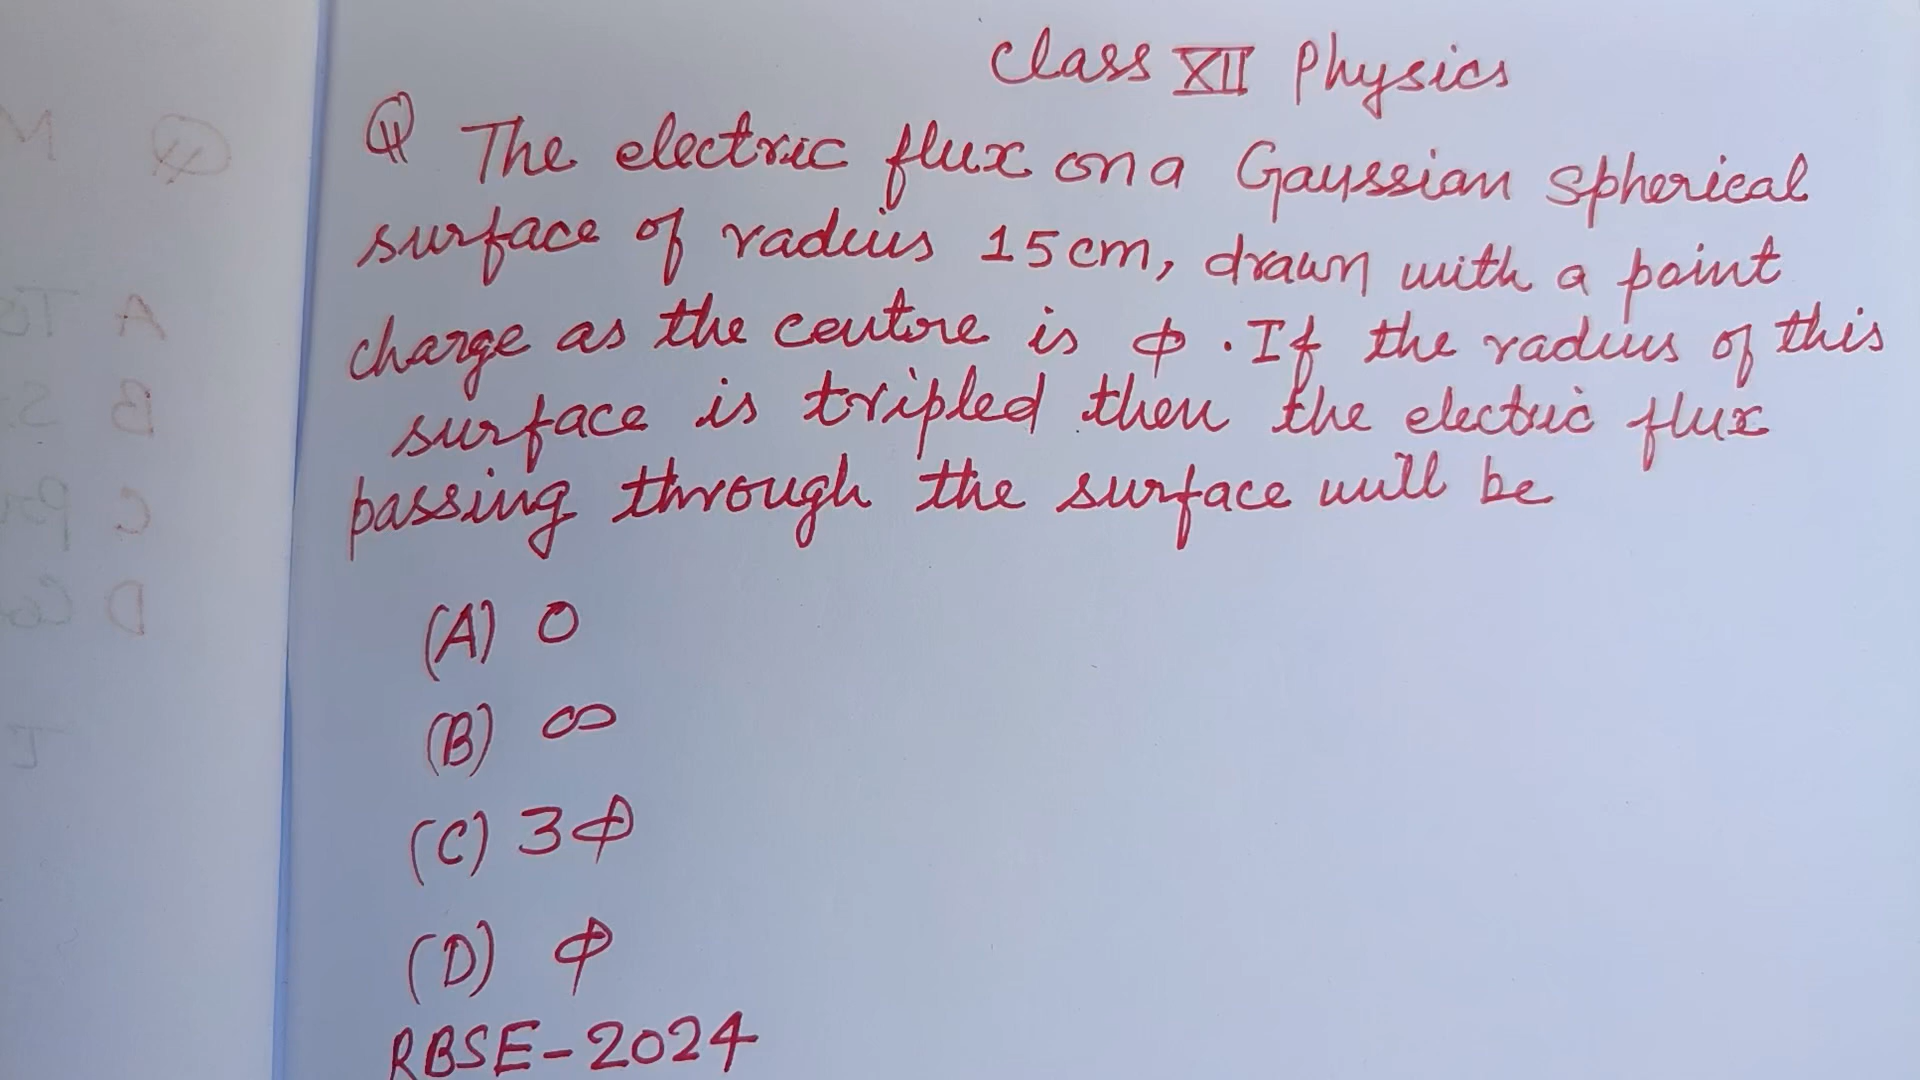 Class XII Physics
Q The electric flux on a Gaussian spherical
surface of radius 15cm, drawn with a point
charge as the centre is ϕ. If the radius of this
surface is tripled then the electric flux
passing through the surface will be
(A) 0
(B) ∞
(C) 3ϕ
(D) ϕ
RBSE-2024